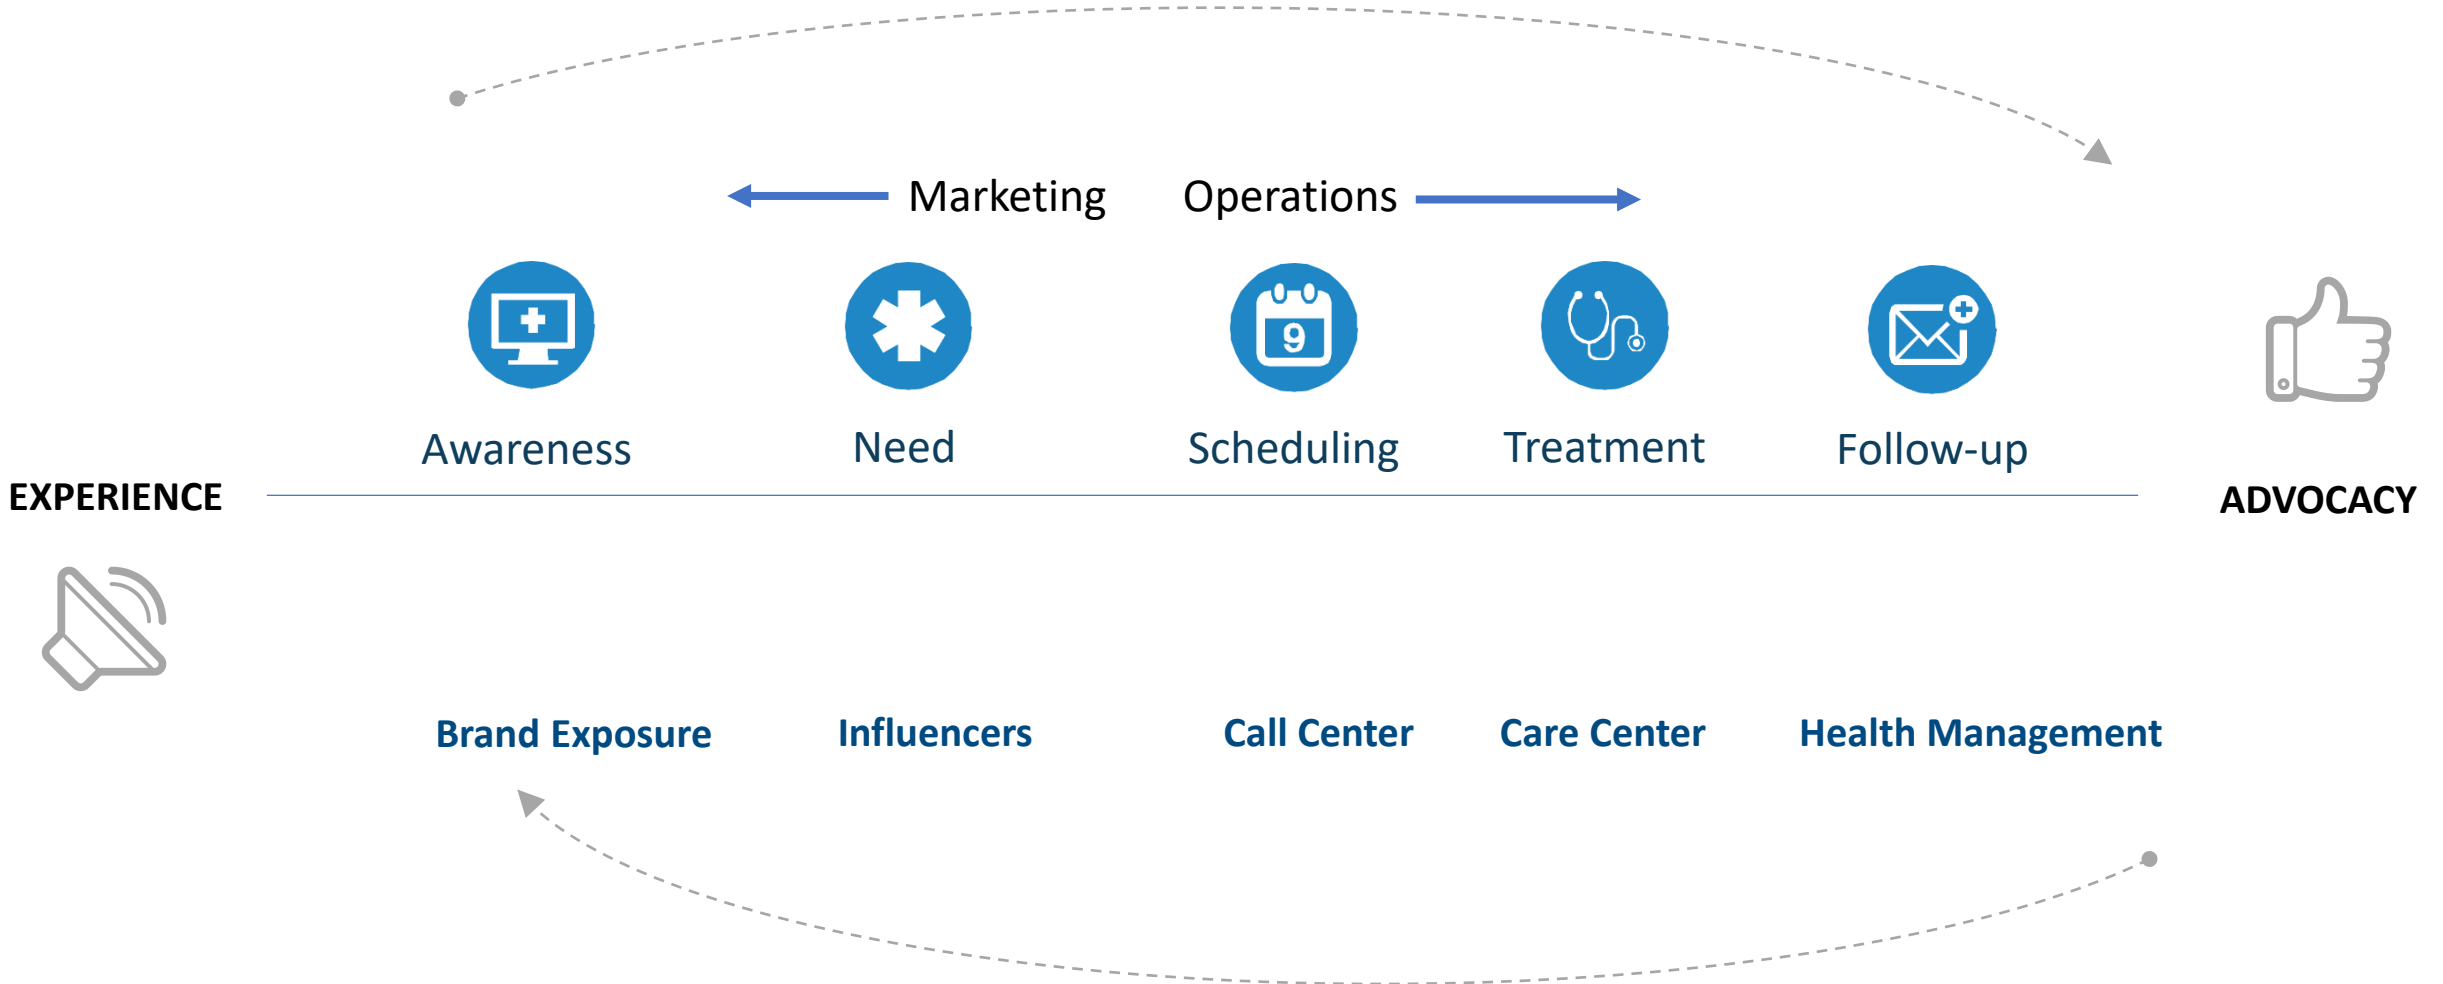 Marketing Operations
9
Awareness Need Scheduling Treatment Follow-up
EXPERIENCE ADVOCACY
Brand Exposure Influencers Call Center Care Center Health Management